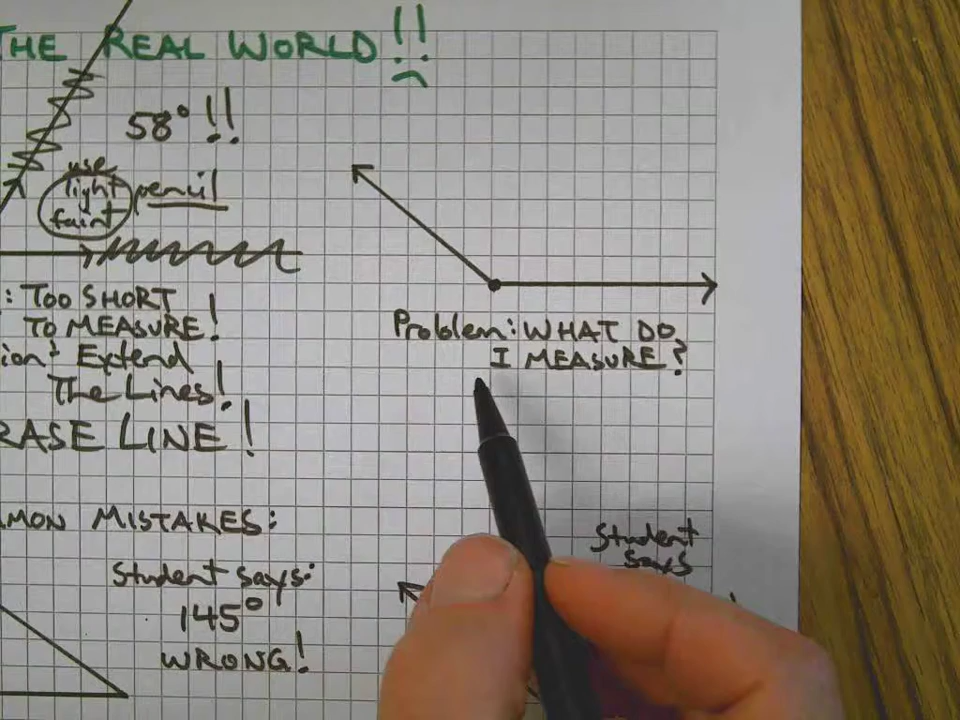 THE REAL WORLD!!
58°!!
use
light pencil
faint
: TOO SHORT
TO MEASURE!
ion: Extend
The Lines!
RASE LINE!
Problem: WHAT DO
I MEASURE?
MON MISTAKES:
Student says:
145°
WRONG!
Student
says